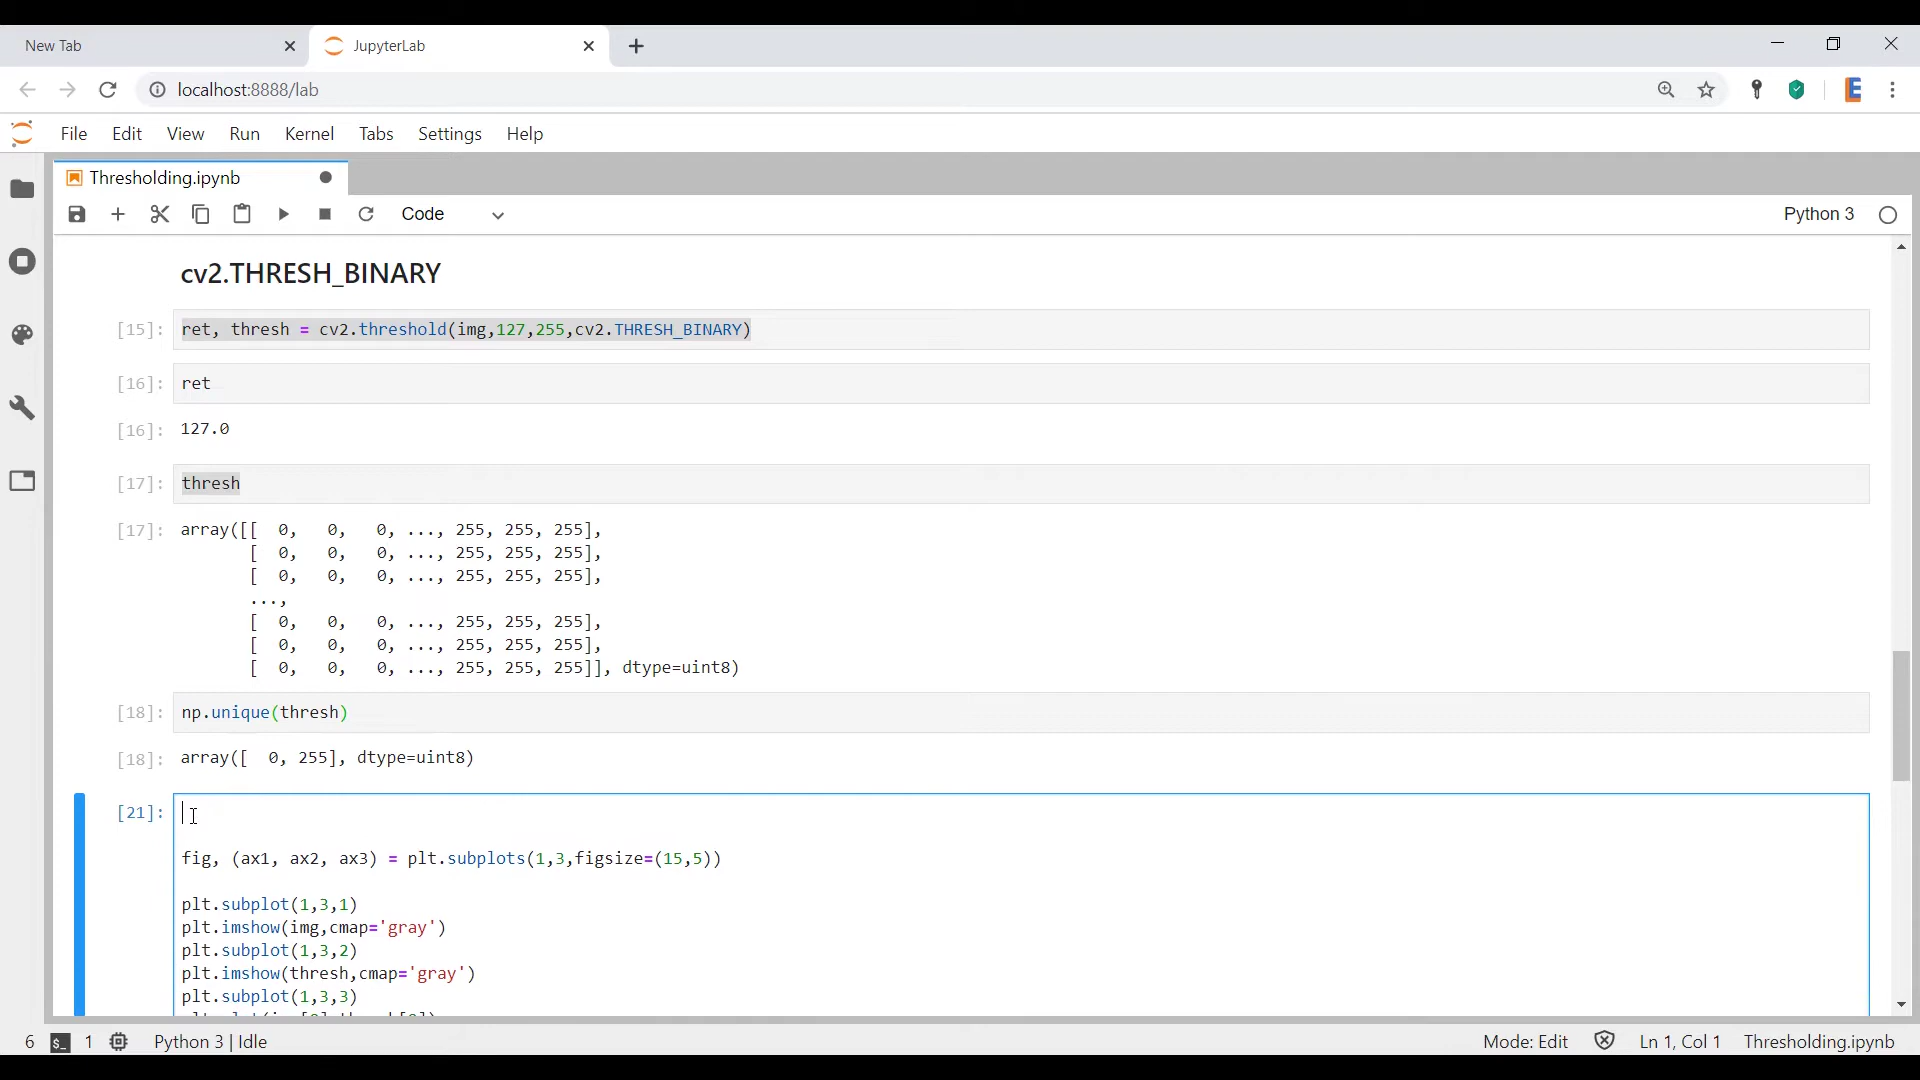 New Tab
JupyterLab
localhost:8888/lab
File Edit View Run Kernel Tabs Settings Help
Thresholding.ipynb
Code
Python 3
cv2.THRESH_BINARY
[15]: ret, thresh = cv2.threshold(img,127,255,cv2.THRESH_BINARY)
[16]: ret
[16]: 127.0
[17]: thresh
[17]: array([[  0,   0,   0, ..., 255, 255, 255],
[  0,   0,   0, ..., 255, 255, 255],
[  0,   0,   0, ..., 255, 255, 255],
...,
[  0,   0,   0, ..., 255, 255, 255],
[  0,   0,   0, ..., 255, 255, 255],
[  0,   0,   0, ..., 255, 255, 255]], dtype=uint8)
[18]: np.unique(thresh)
[18]: array([  0, 255], dtype=uint8)
[21]:
fig, (ax1, ax2, ax3) = plt.subplots(1,3,figsize=(15,5))
plt.subplot(1,3,1)
plt.imshow(img,cmap='gray')
plt.subplot(1,3,2)
plt.imshow(thresh,cmap='gray')
plt.subplot(1,3,3)
6 $_ 1 Python 3 | Idle Mode: Edit Ln 1, Col 1 Thresholding.ipynb